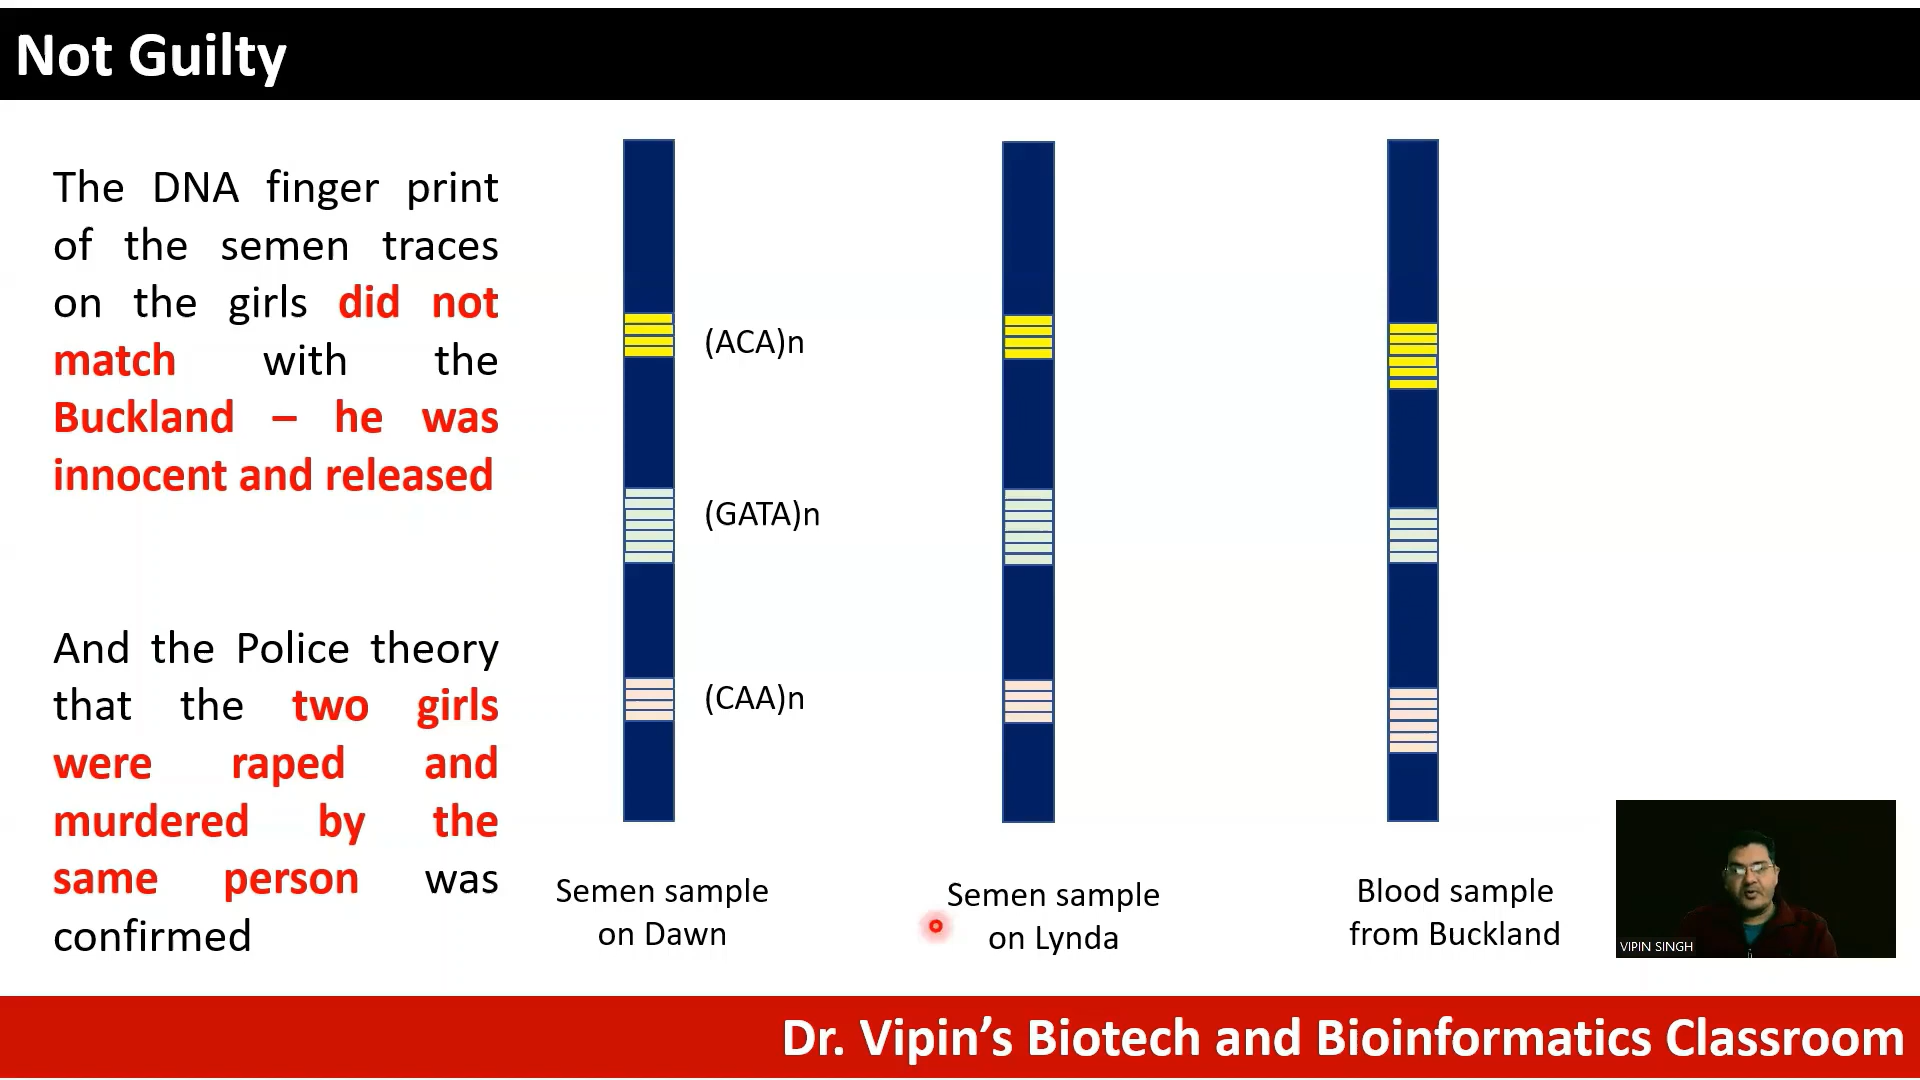 Not Guilty
The DNA finger print
of the semen traces
on the girls did not
match with the
Buckland – he was
innocent and released
And the Police theory
that the two girls
were raped and
murdered by the
same person was
confirmed
(ACA)n
(GATA)n
(CAA)n
Semen sample
on Dawn
Semen sample
on Lynda
Blood sample
from Buckland
VIPIN SINGH
Dr. Vipin’s Biotech and Bioinformatics Classroom